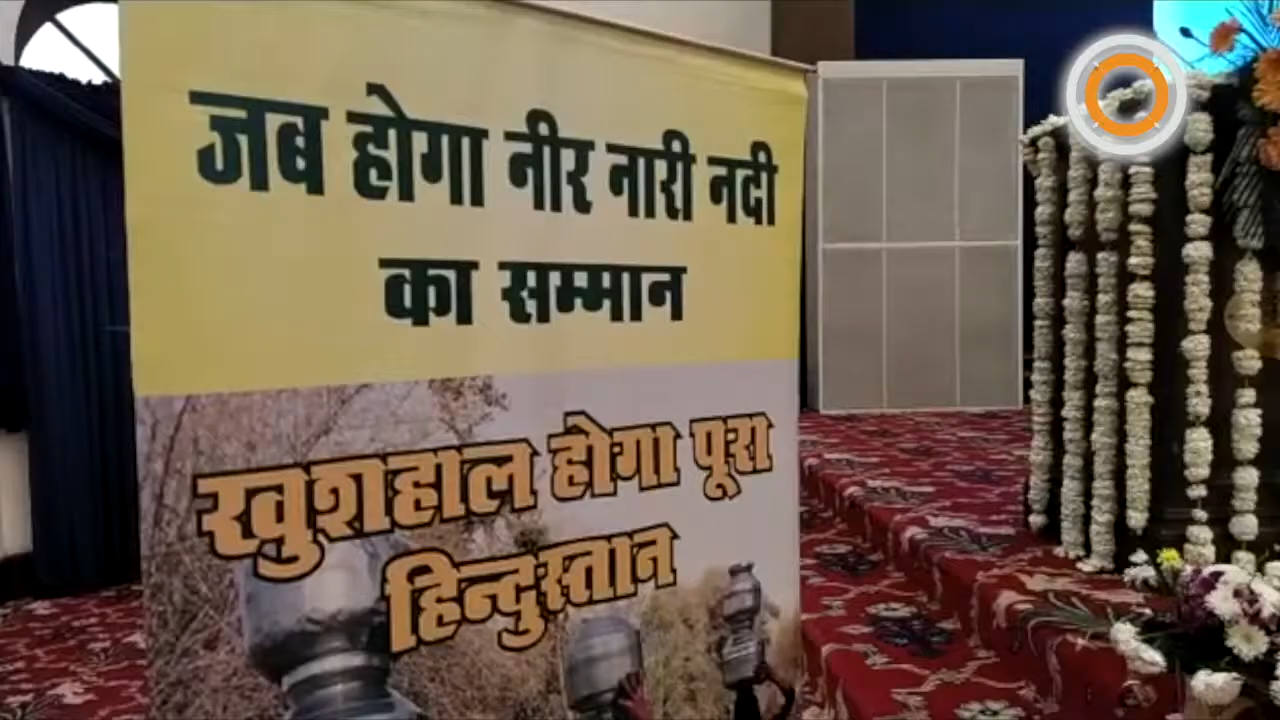 जब होगा नीर नारी नदी
का सम्मान
खुशहाल होगा पूरा
हिन्दुस्तान